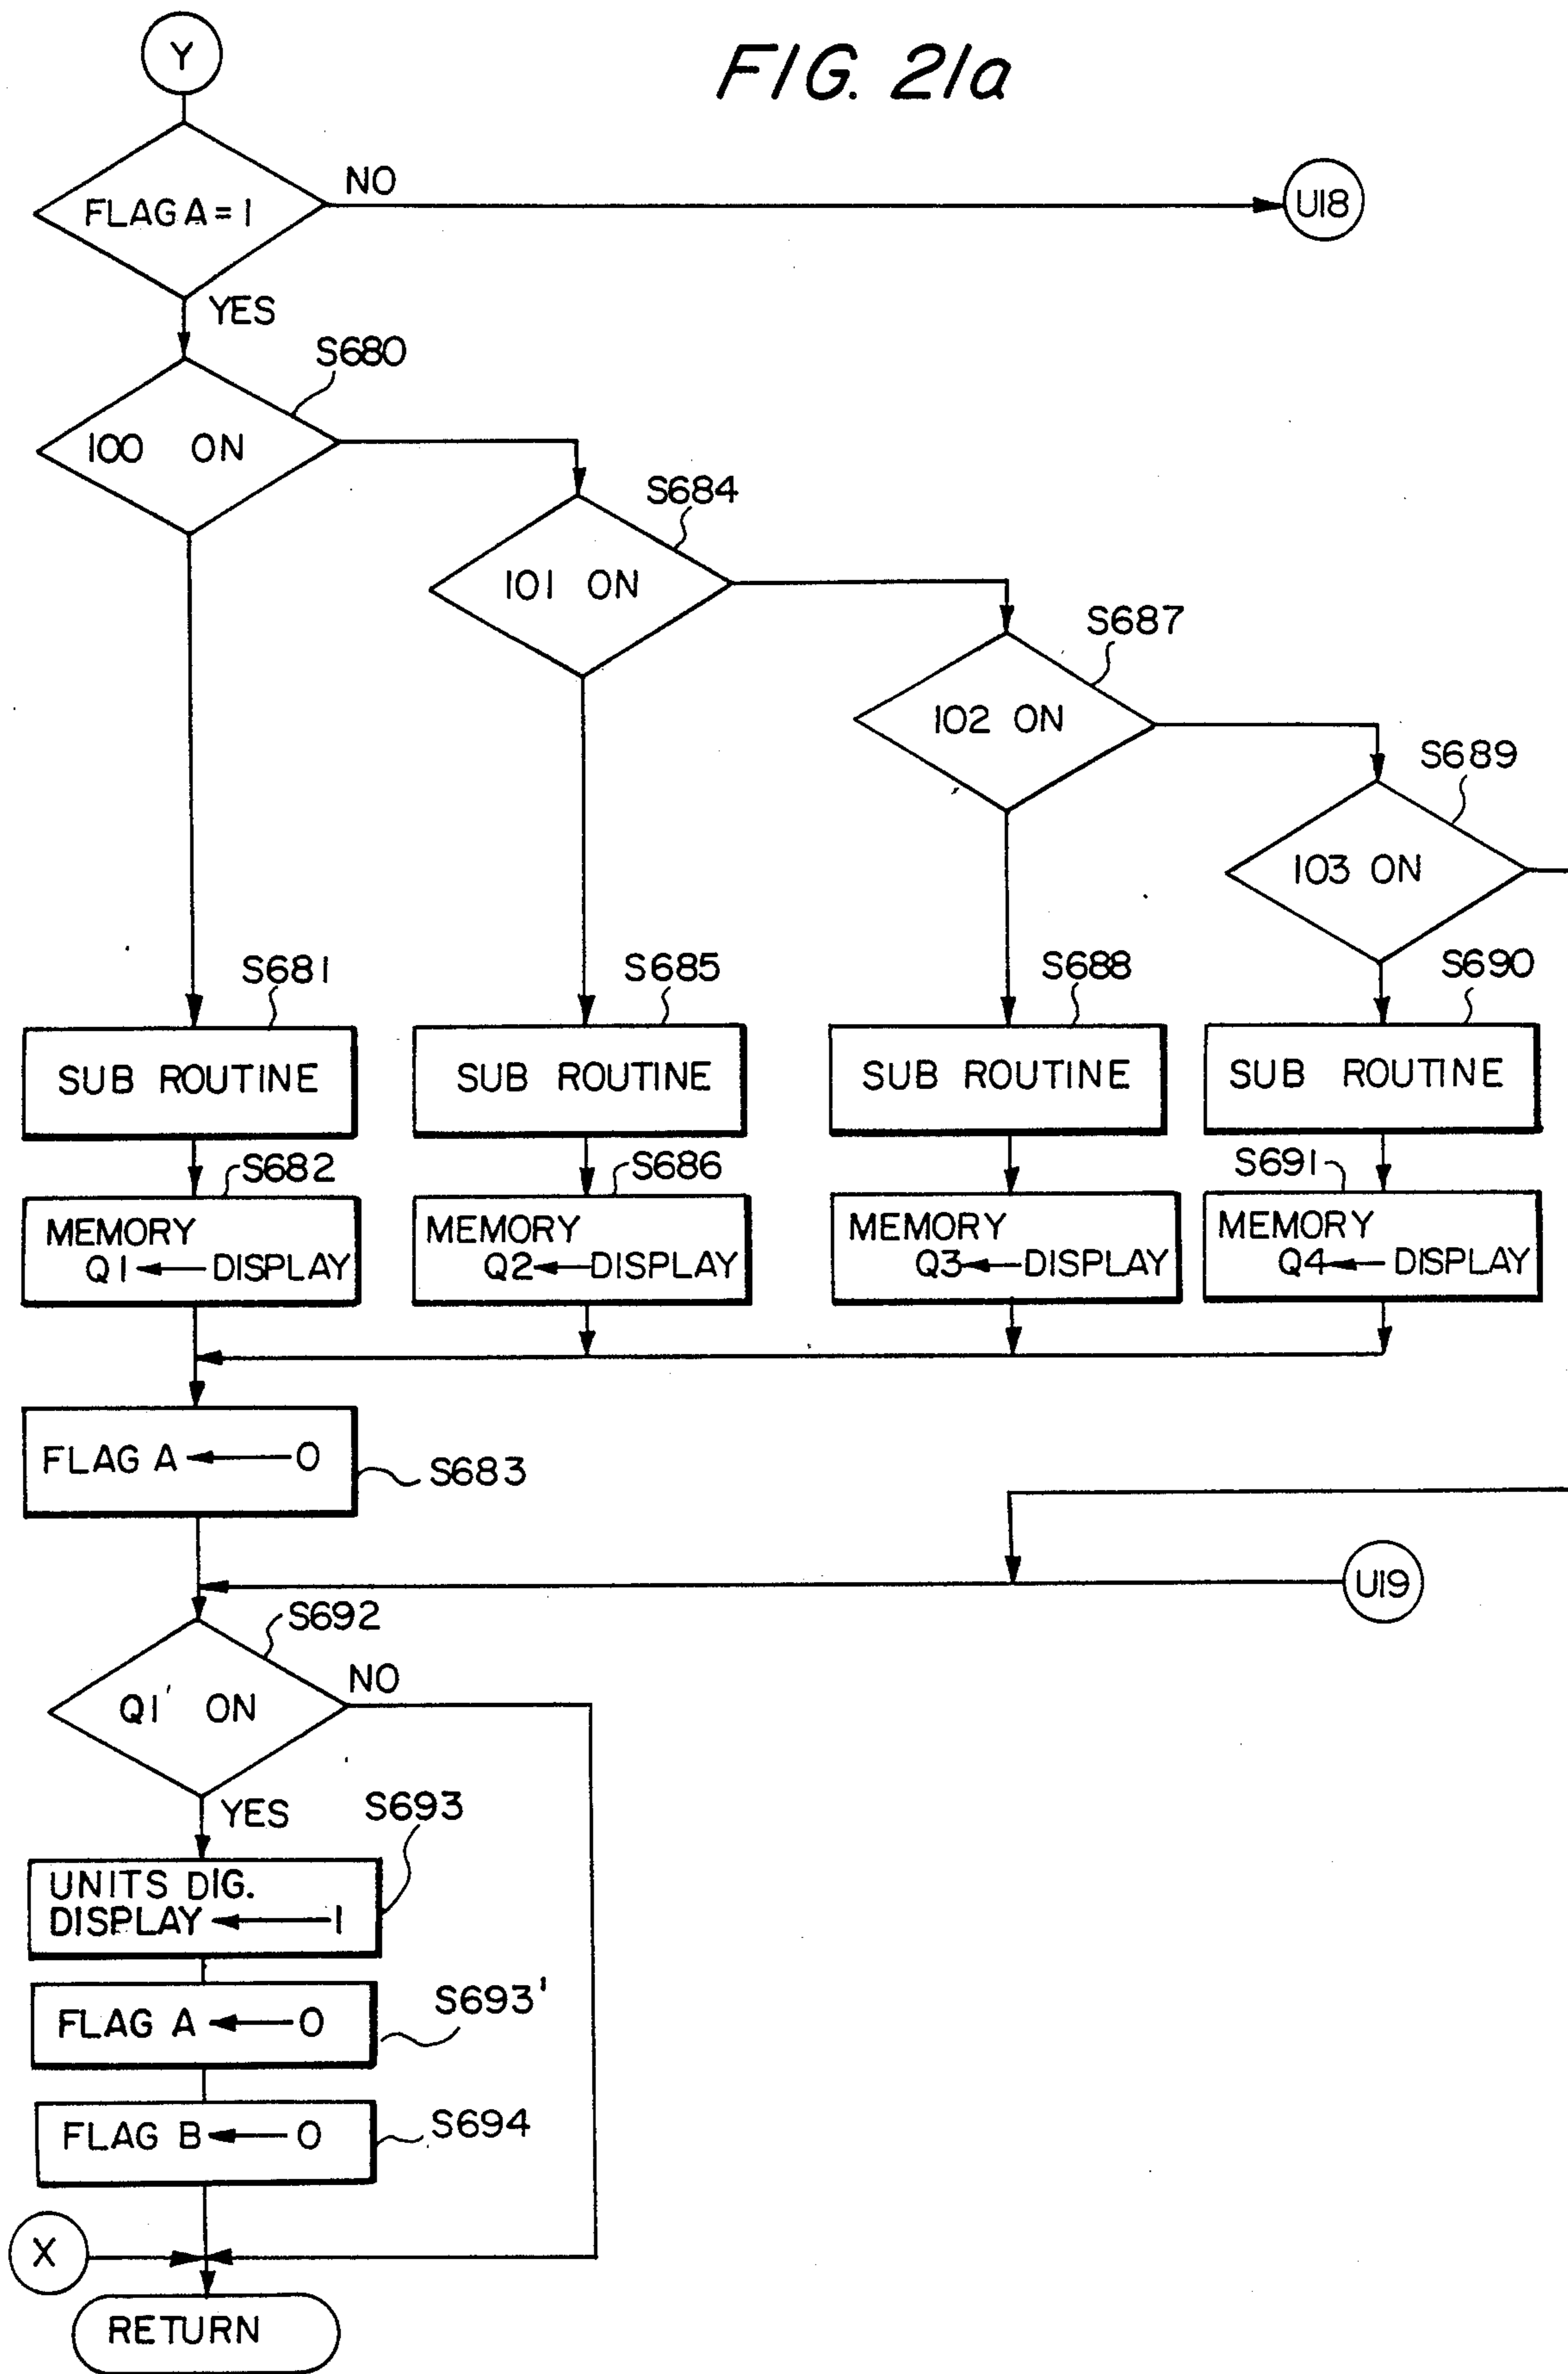 FIG. 21a
Y
FLAG A = 1
NO
U18
YES
S680
100 ON
S684
101 ON
S687
102 ON
S689
103 ON
S681
S685
S688
S690
SUB ROUTINE
SUB ROUTINE
SUB ROUTINE
SUB ROUTINE
S682
S686
S691
MEMORY
Q1 ← DISPLAY
MEMORY
Q2 ← DISPLAY
MEMORY
Q3 ← DISPLAY
MEMORY
Q4 ← DISPLAY
FLAG A ← 0
S683
U19
S692
Q1' ON
NO
YES
S693
UNITS DIG.
DISPLAY ← 1
FLAG A ← 0
S693'
FLAG B ← 0
S694
X
RETURN